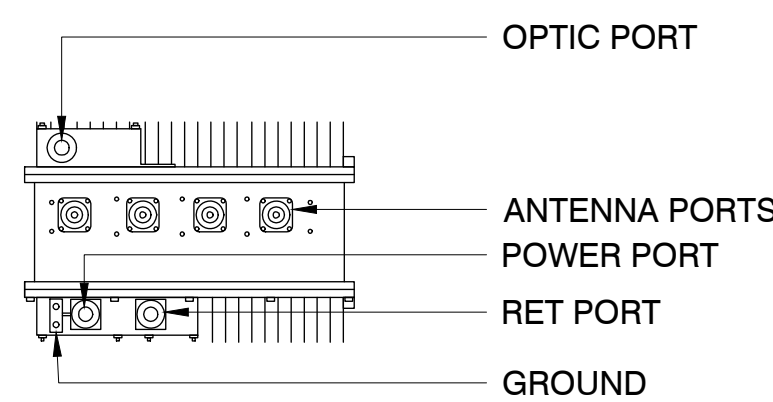 OPTIC PORT
ANTENNA PORTS
POWER PORT
RET PORT
GROUND